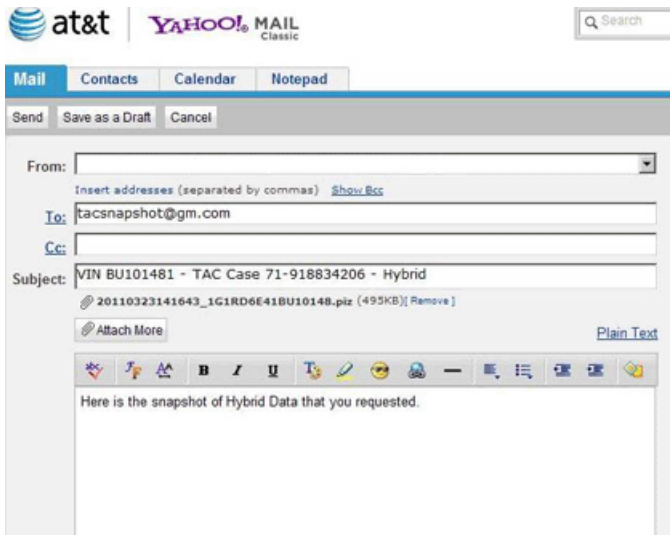 at&t YAHOO! MAIL Classic
Search
Mail Contacts Calendar Notepad
Send Save as a Draft Cancel
From:
Insert addresses (separated by commas) Show Bcc
To: tacsnapshot@gm.com
Cc:
Subject: VIN BU101481 - TAC Case 71-918834206 - Hybrid
20110323141643_1G1RD6E41BU10148.piz (495KB)[ Remove ]
Attach More
Plain Text
B I U
Here is the snapshot of Hybrid Data that you requested.